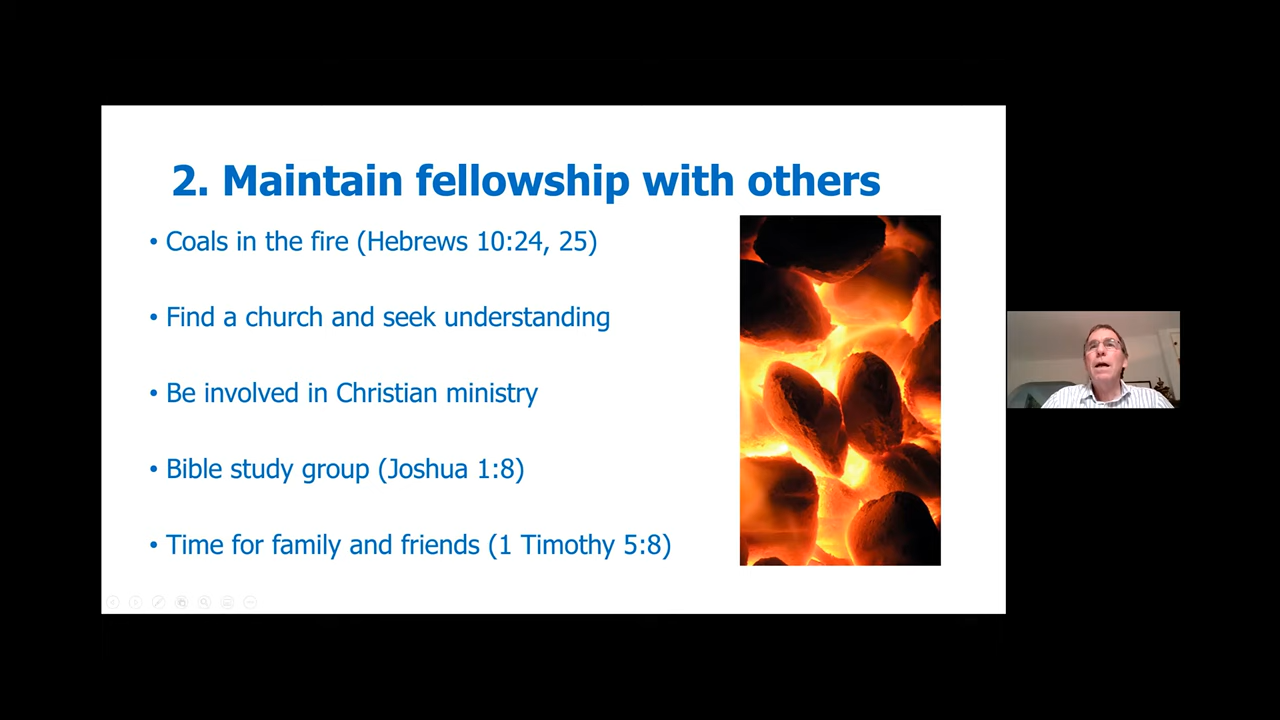 2. Maintain fellowship with others
• Coals in the fire (Hebrews 10:24, 25)
• Find a church and seek understanding
• Be involved in Christian ministry
• Bible study group (Joshua 1:8)
• Time for family and friends (1 Timothy 5:8)